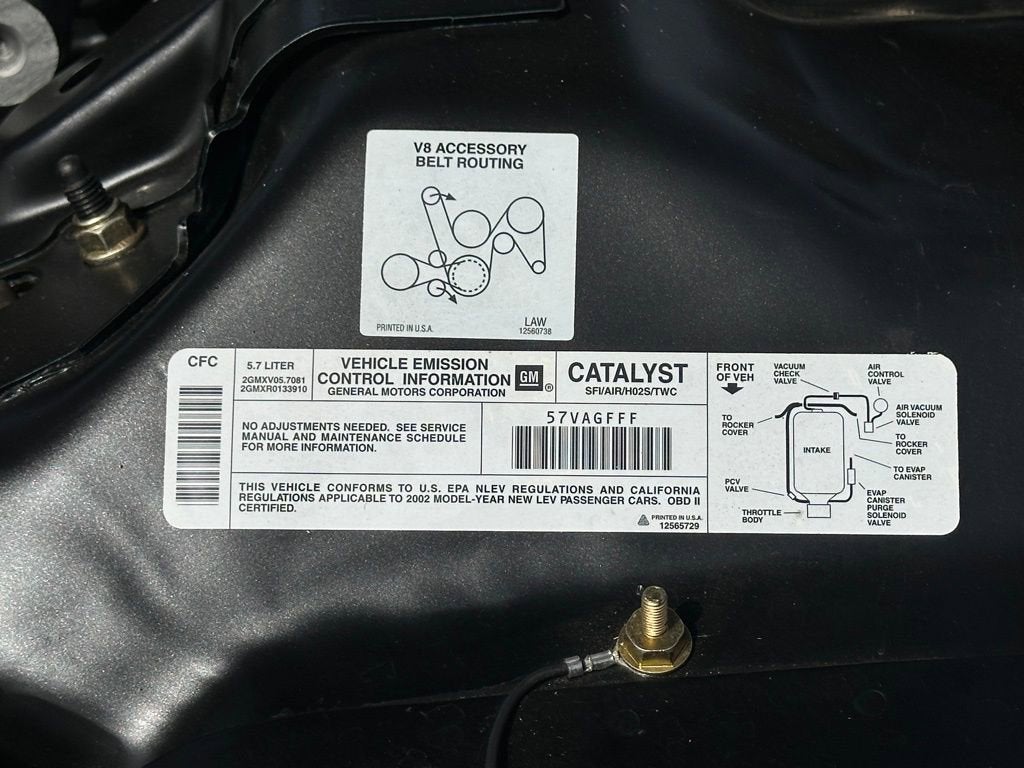 V8 ACCESSORY
BELT ROUTING
PRINTED IN U.S.A.
LAW
12560738
CFC
5.7 LITER
2GMXV05.7081
2GMXR0133910
VEHICLE EMISSION
CONTROL INFORMATION
GENERAL MOTORS CORPORATION
GM
®
CATALYST
SFI/AIR/HO2S/TWC
NO ADJUSTMENTS NEEDED. SEE SERVICE
MANUAL AND MAINTENANCE SCHEDULE
FOR MORE INFORMATION.
57VAGFFF
THIS VEHICLE CONFORMS TO U.S. EPA NLEV REGULATIONS AND CALIFORNIA
REGULATIONS APPLICABLE TO 2002 MODEL-YEAR NEW LEV PASSENGER CARS. OBD II
CERTIFIED.
PRINTED IN U.S.A.
12565729
FRONT
OF VEH
VACUUM
CHECK
VALVE
AIR
CONTROL
VALVE
AIR VACUUM
SOLENOID
VALVE
TO
ROCKER
COVER
TO
ROCKER
COVER
INTAKE
TO EVAP
CANISTER
PCV
VALVE
EVAP
CANISTER
PURGE
SOLENOID
VALVE
THROTTLE
BODY